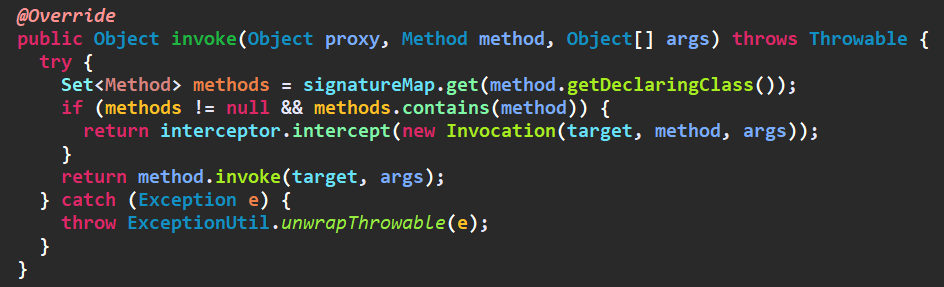 @Override
public Object invoke(Object proxy, Method method, Object[] args) throws Throwable {
  try {
    Set<Method> methods = signatureMap.get(method.getDeclaringClass());
    if (methods != null && methods.contains(method)) {
      return interceptor.intercept(new Invocation(target, method, args));
    }
    return method.invoke(target, args);
  } catch (Exception e) {
    throw ExceptionUtil.unwrapThrowable(e);
  }
}